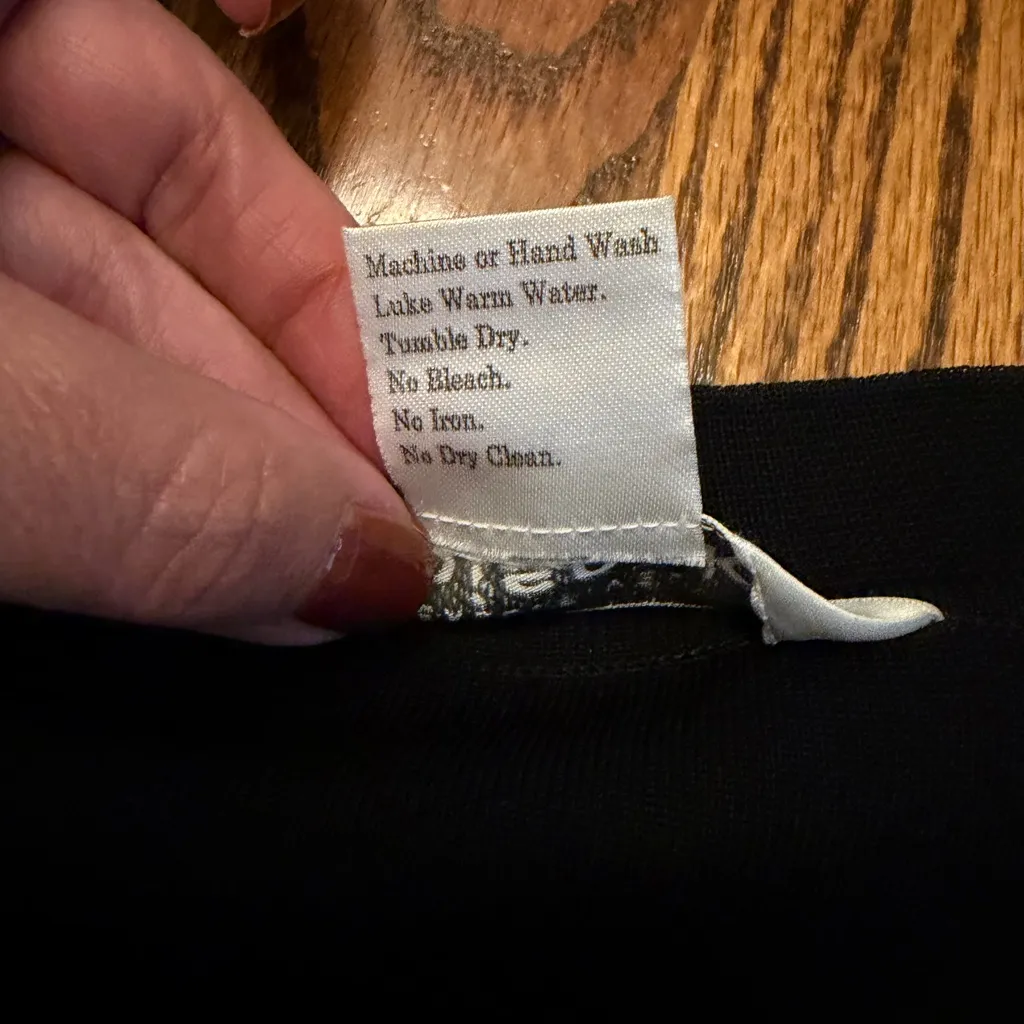 Machine or Hand Wash
Luke Warm Water.
Tumble Dry.
No Bleach.
No Iron.
No Dry Clean.